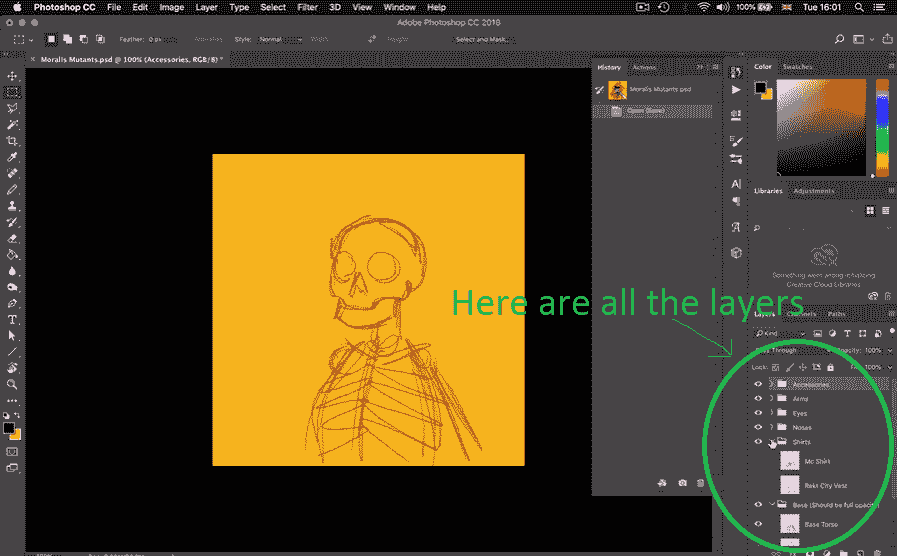 Photoshop CC File Edit Image Layer Type Select Filter 3D View Window Help 100% Tue 16:01
Adobe Photoshop CC 2018
Feather: 0 px Style: Normal Select and Mask...
× Moralis Mutants.psd @ 100% (Accessories, RGB/8) *
History Actions
Moralis Mutants.psd
Open
Color Swatches
Libraries Adjustments
Something went wrong initializing
Creative Cloud Libraries
Here are all the layers
Layers Channels Paths
Kind
Pass Through Opacity: 100%
Lock: Fill: 100%
Accessories
Arms
Eyes
Noses
Shirts
Mc Shirt
Rekt City Vest
Base (Should be full opacit
Base Torso